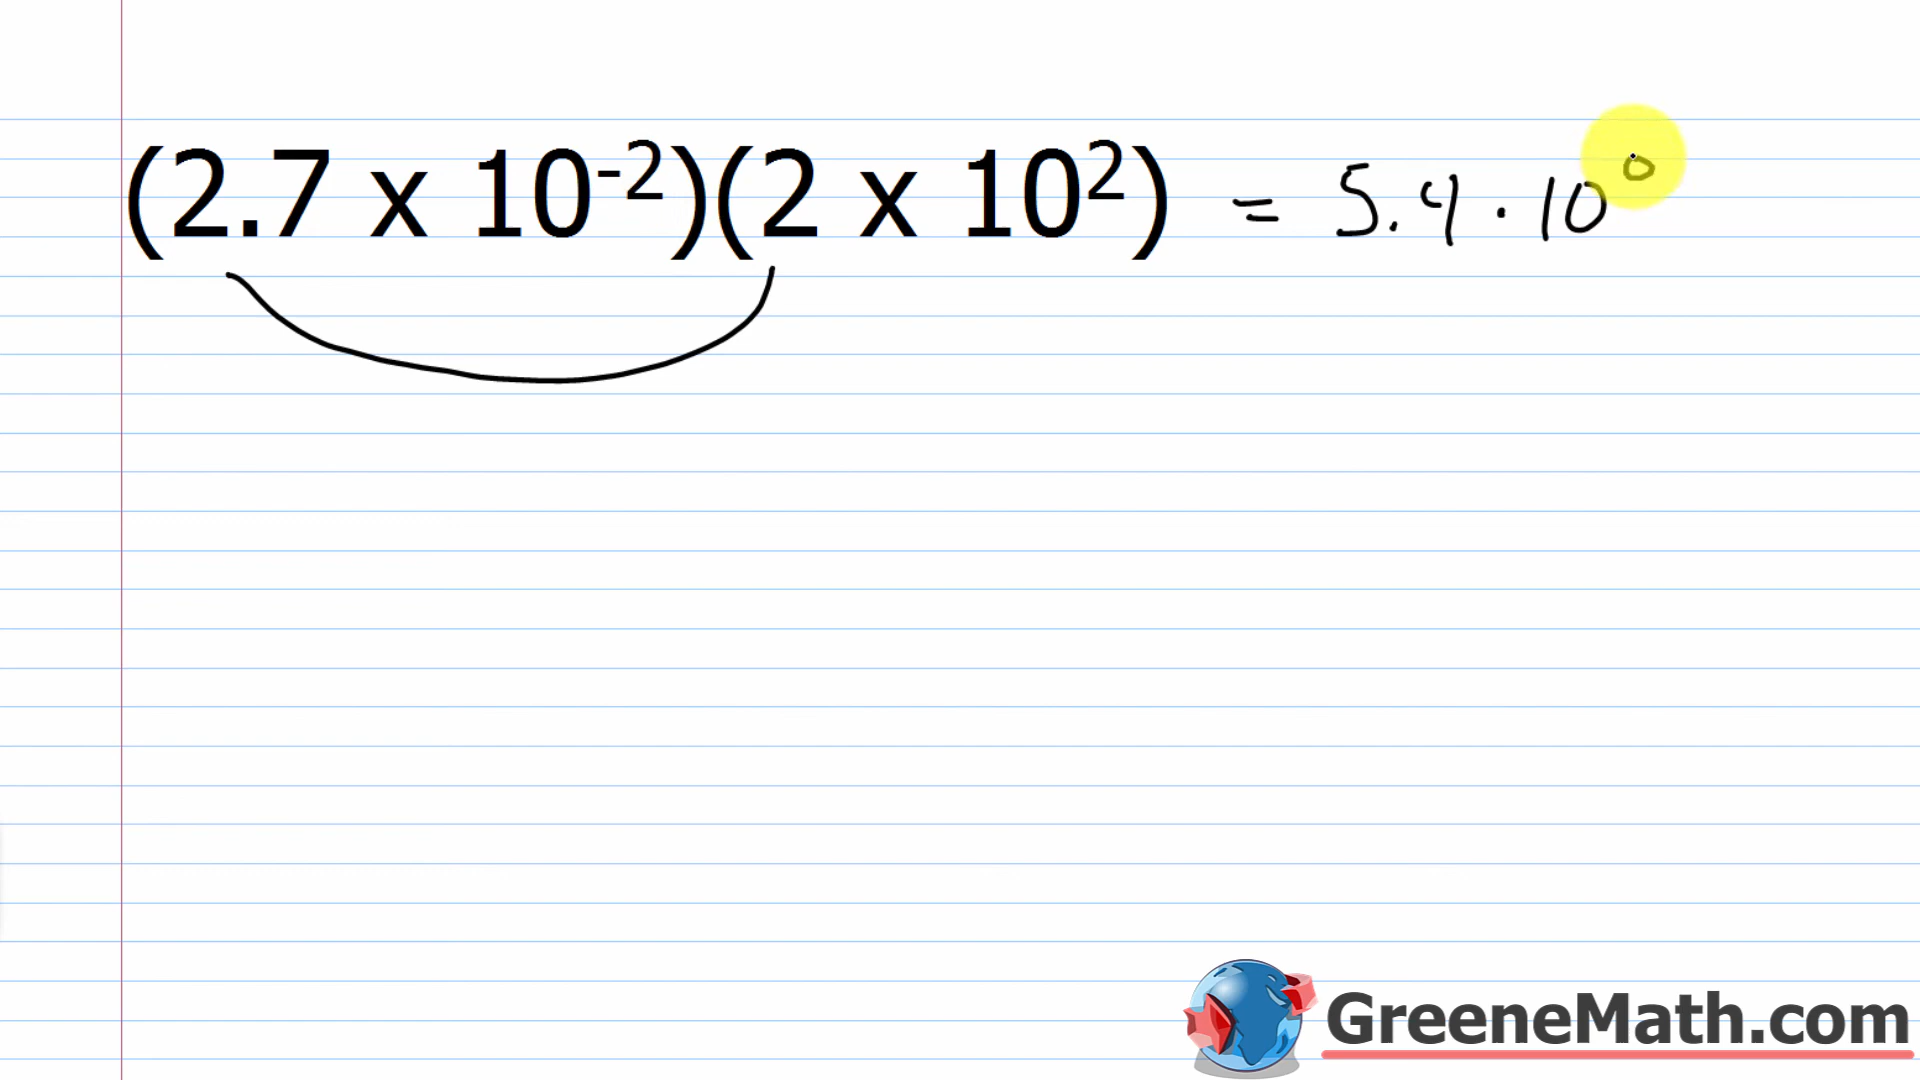 (2.7 x 10⁻²)(2 x 10²) = 5.4 · 10⁰
GreeneMath.com